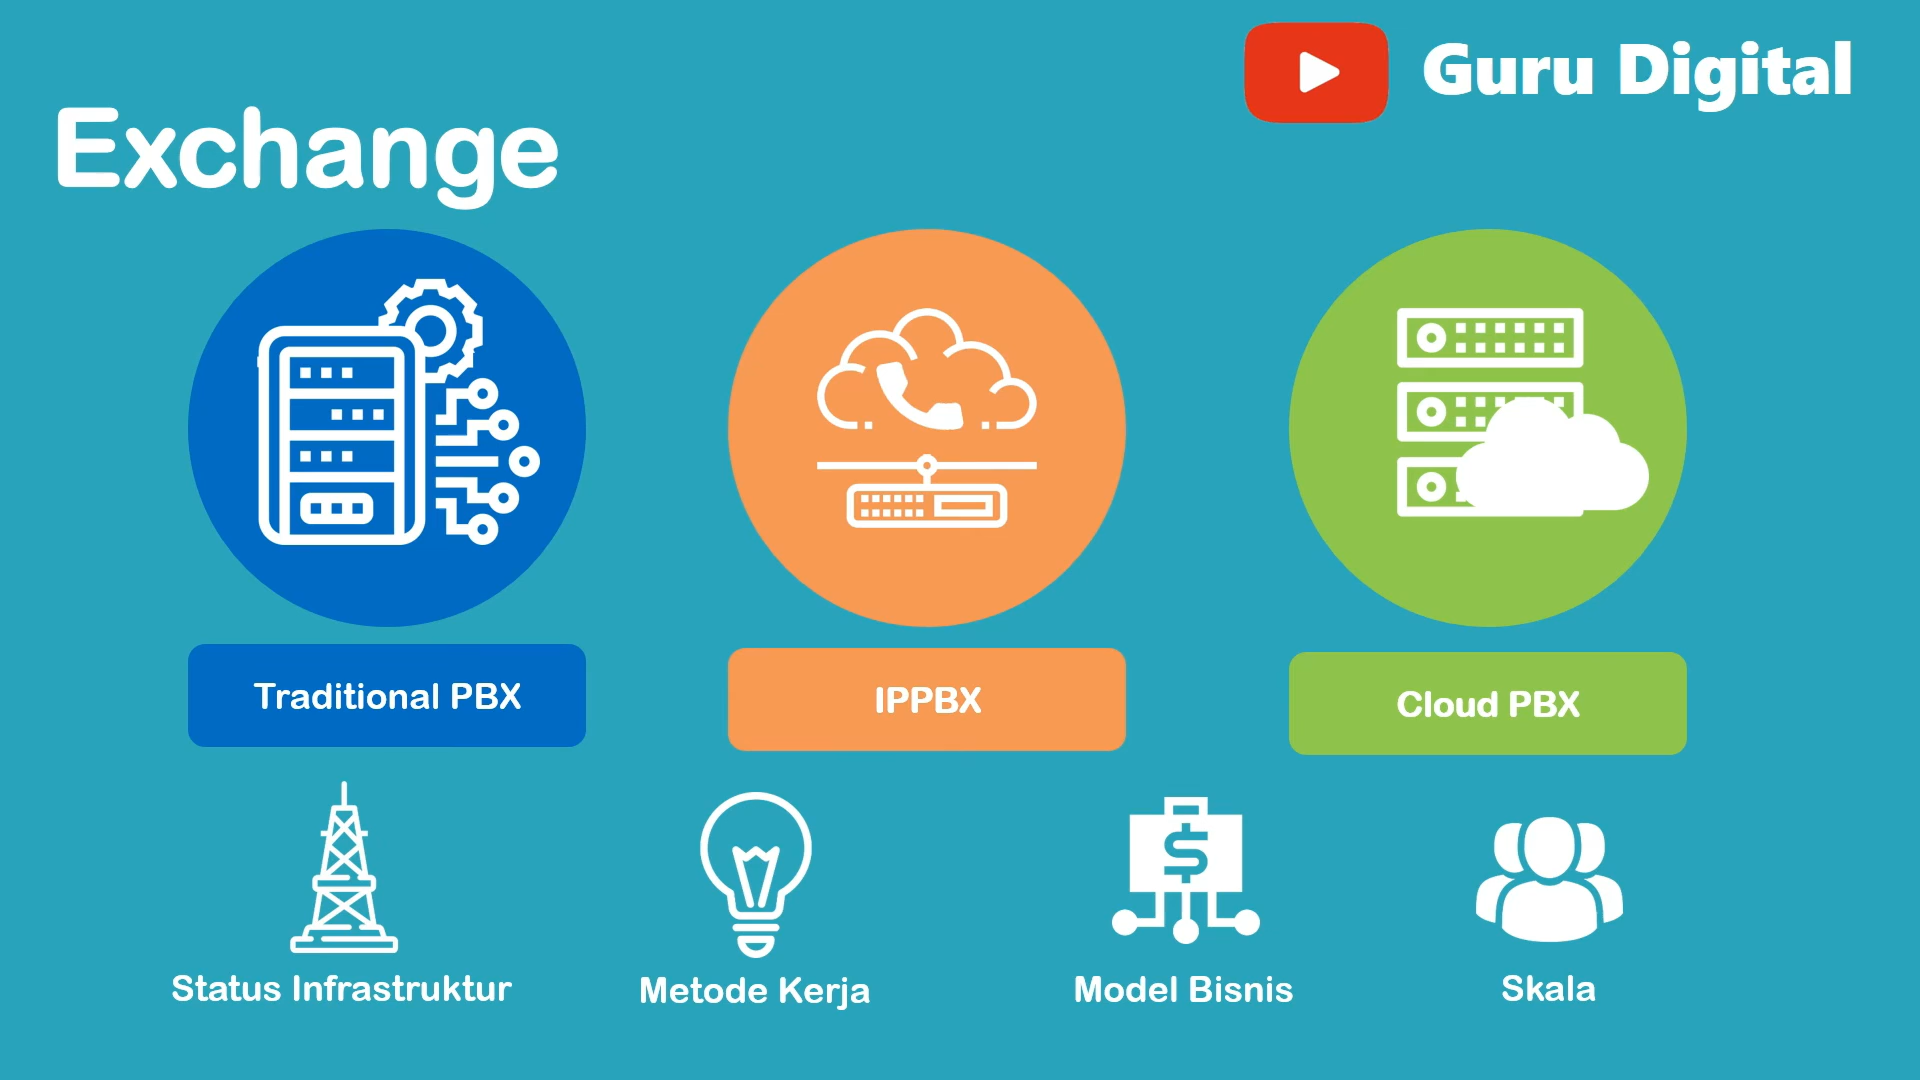 Guru Digital
Exchange
Traditional PBX
IPPBX
Cloud PBX
$
Status Infrastruktur
Metode Kerja
Model Bisnis
Skala